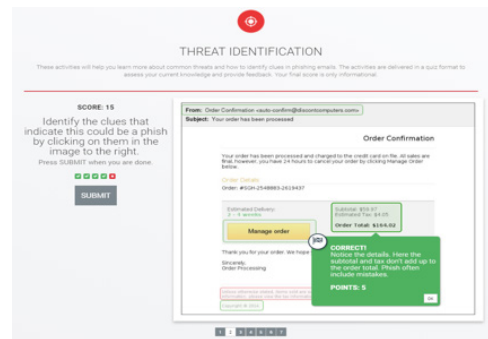 THREAT IDENTIFICATION
These activities will help you learn more about common threats and how to identify clues in phishing emails. The activities are delivered in a quiz format to
assess your current knowledge and provide feedback. Your final score is only informational.
SCORE: 15
Identify the clues that
indicate this could be a phish
by clicking on them in the
image to the right.
Press SUBMIT when you are done.
SUBMIT
From: Order Confirmation <auto-confirm@discontcomputers.com>
Subject: Your order has been processed
Order Confirmation
Your order has been processed and charged to the credit card on file. All sales are
final, however, you have 24 hours to cancel your order by clicking Manage Order
below.
Order Details
Order: #SGH-2548883-2619437
Estimated Delivery:
2 - 4 weeks
Estimated Tax: $4.05
Order Total: $164.02
Manage order
Thank you for your order. We hope
Sincerely,
Order Processing
CORRECT!
Notice the details. Here the
subtotal and tax don't add up to
the order total. Phish often
include mistakes.
POINTS: 5
1 2 3 4 5 6 7